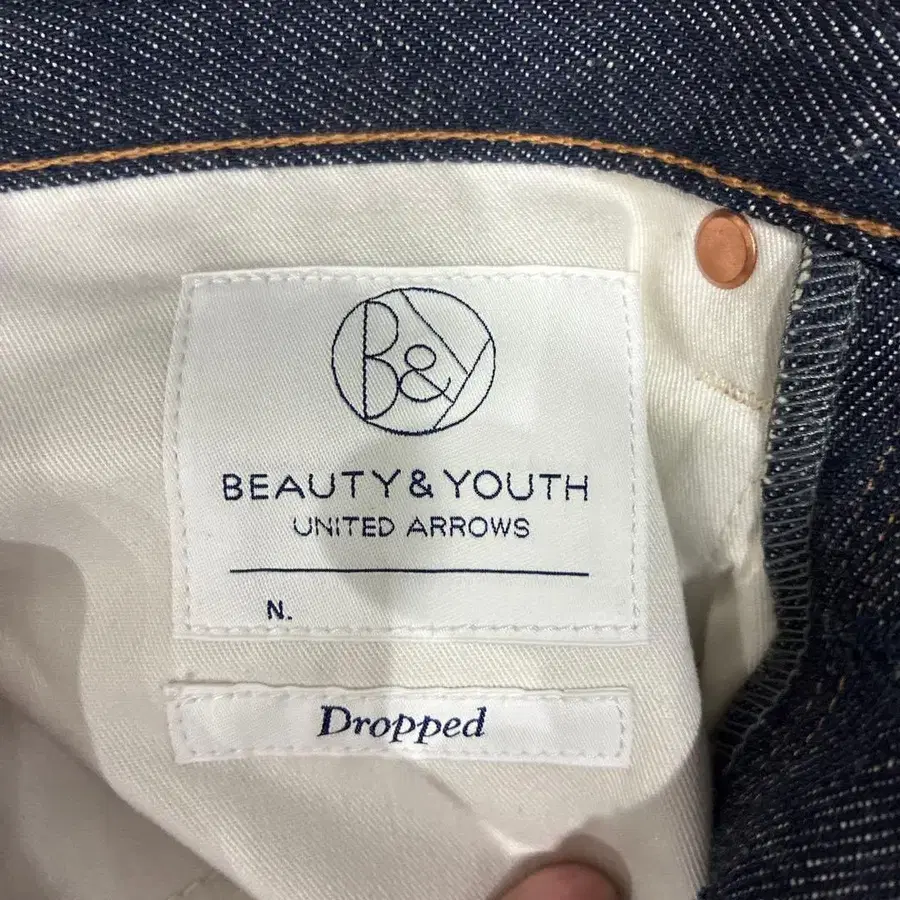 B&Y
BEAUTY & YOUTH
UNITED ARROWS
N.
Dropped